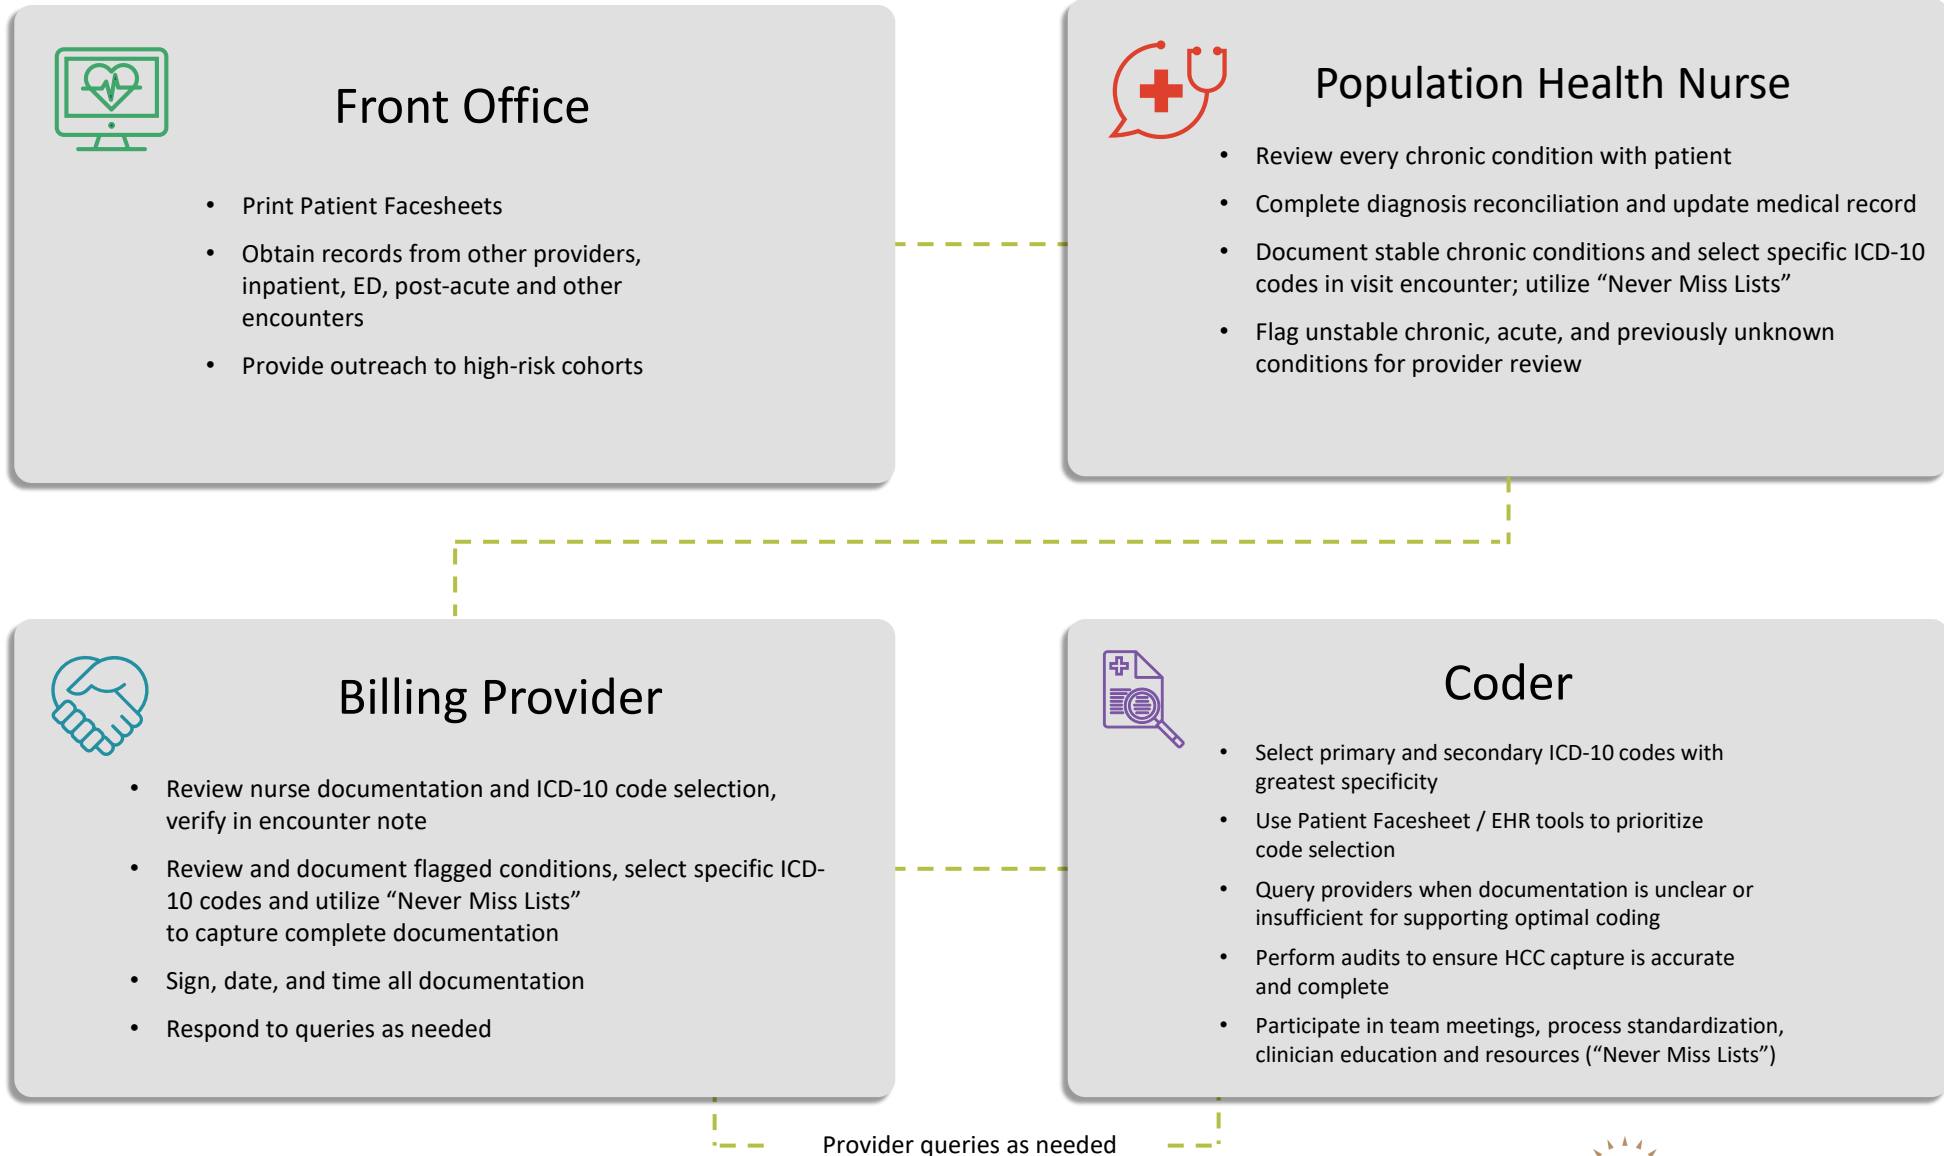 Front Office
• Print Patient Facesheets
• Obtain records from other providers,
inpatient, ED, post-acute and other
encounters
• Provide outreach to high-risk cohorts
Population Health Nurse
• Review every chronic condition with patient
• Complete diagnosis reconciliation and update medical record
• Document stable chronic conditions and select specific ICD-10
codes in visit encounter; utilize “Never Miss Lists”
• Flag unstable chronic, acute, and previously unknown
conditions for provider review
Billing Provider
• Review nurse documentation and ICD-10 code selection,
verify in encounter note
• Review and document flagged conditions, select specific ICD-
10 codes and utilize “Never Miss Lists”
to capture complete documentation
• Sign, date, and time all documentation
• Respond to queries as needed
Coder
• Select primary and secondary ICD-10 codes with
greatest specificity
• Use Patient Facesheet / EHR tools to prioritize
code selection
• Query providers when documentation is unclear or
insufficient for supporting optimal coding
• Perform audits to ensure HCC capture is accurate
and complete
• Participate in team meetings, process standardization,
clinician education and resources (“Never Miss Lists”)
Provider queries as needed